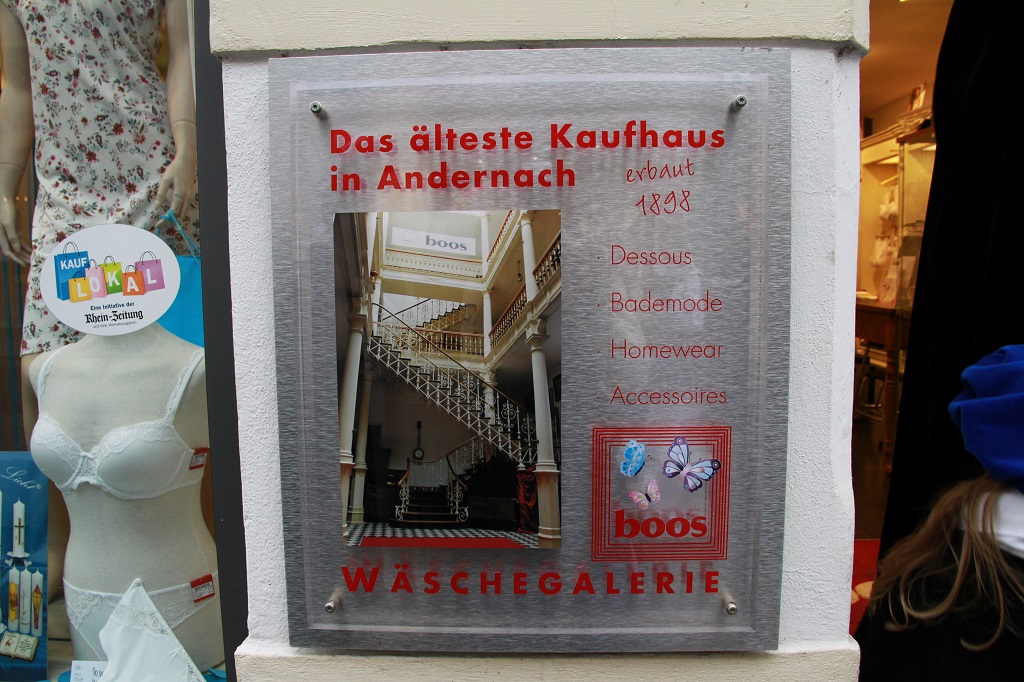 Das älteste Kaufhaus
in Andernach
erbaut
1898
boos
· Dessous
· Bademode
· Homewear
· Accessoires
boos
WÄSCHEGALERIE
KAUF
LOKAL
Eine Initiative der
Rhein-Zeitung